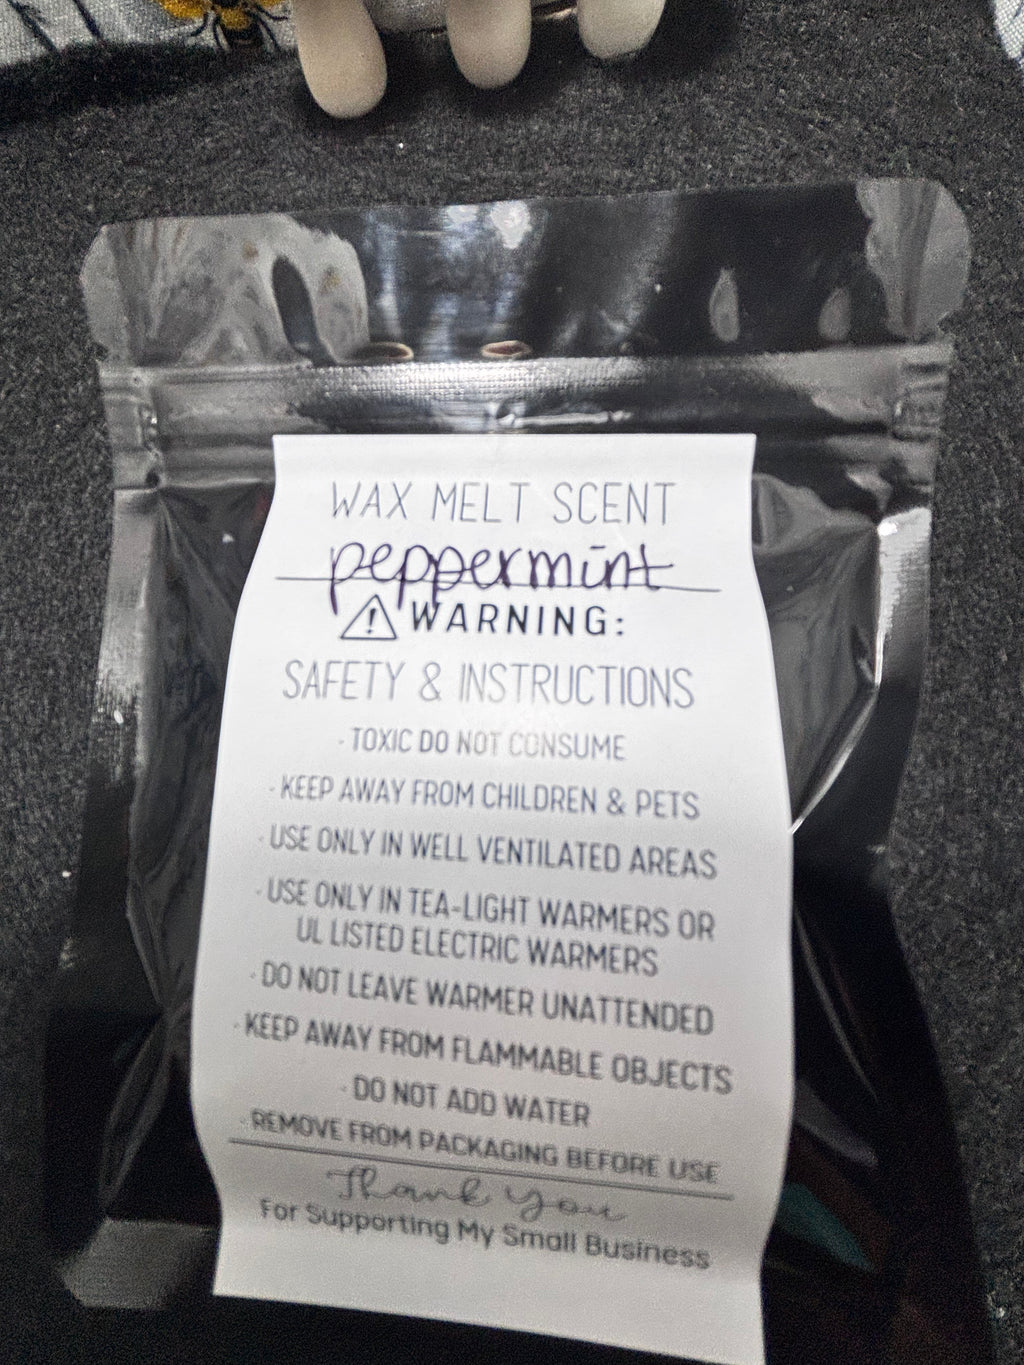 WAX MELT SCENT
peppermint
WARNING:
SAFETY & INSTRUCTIONS
· TOXIC DO NOT CONSUME
· KEEP AWAY FROM CHILDREN & PETS
· USE ONLY IN WELL VENTILATED AREAS
· USE ONLY IN TEA-LIGHT WARMERS OR
UL LISTED ELECTRIC WARMERS
· DO NOT LEAVE WARMER UNATTENDED
· KEEP AWAY FROM FLAMMABLE OBJECTS
· DO NOT ADD WATER
· REMOVE FROM PACKAGING BEFORE USE
Thank You
For Supporting My Small Business